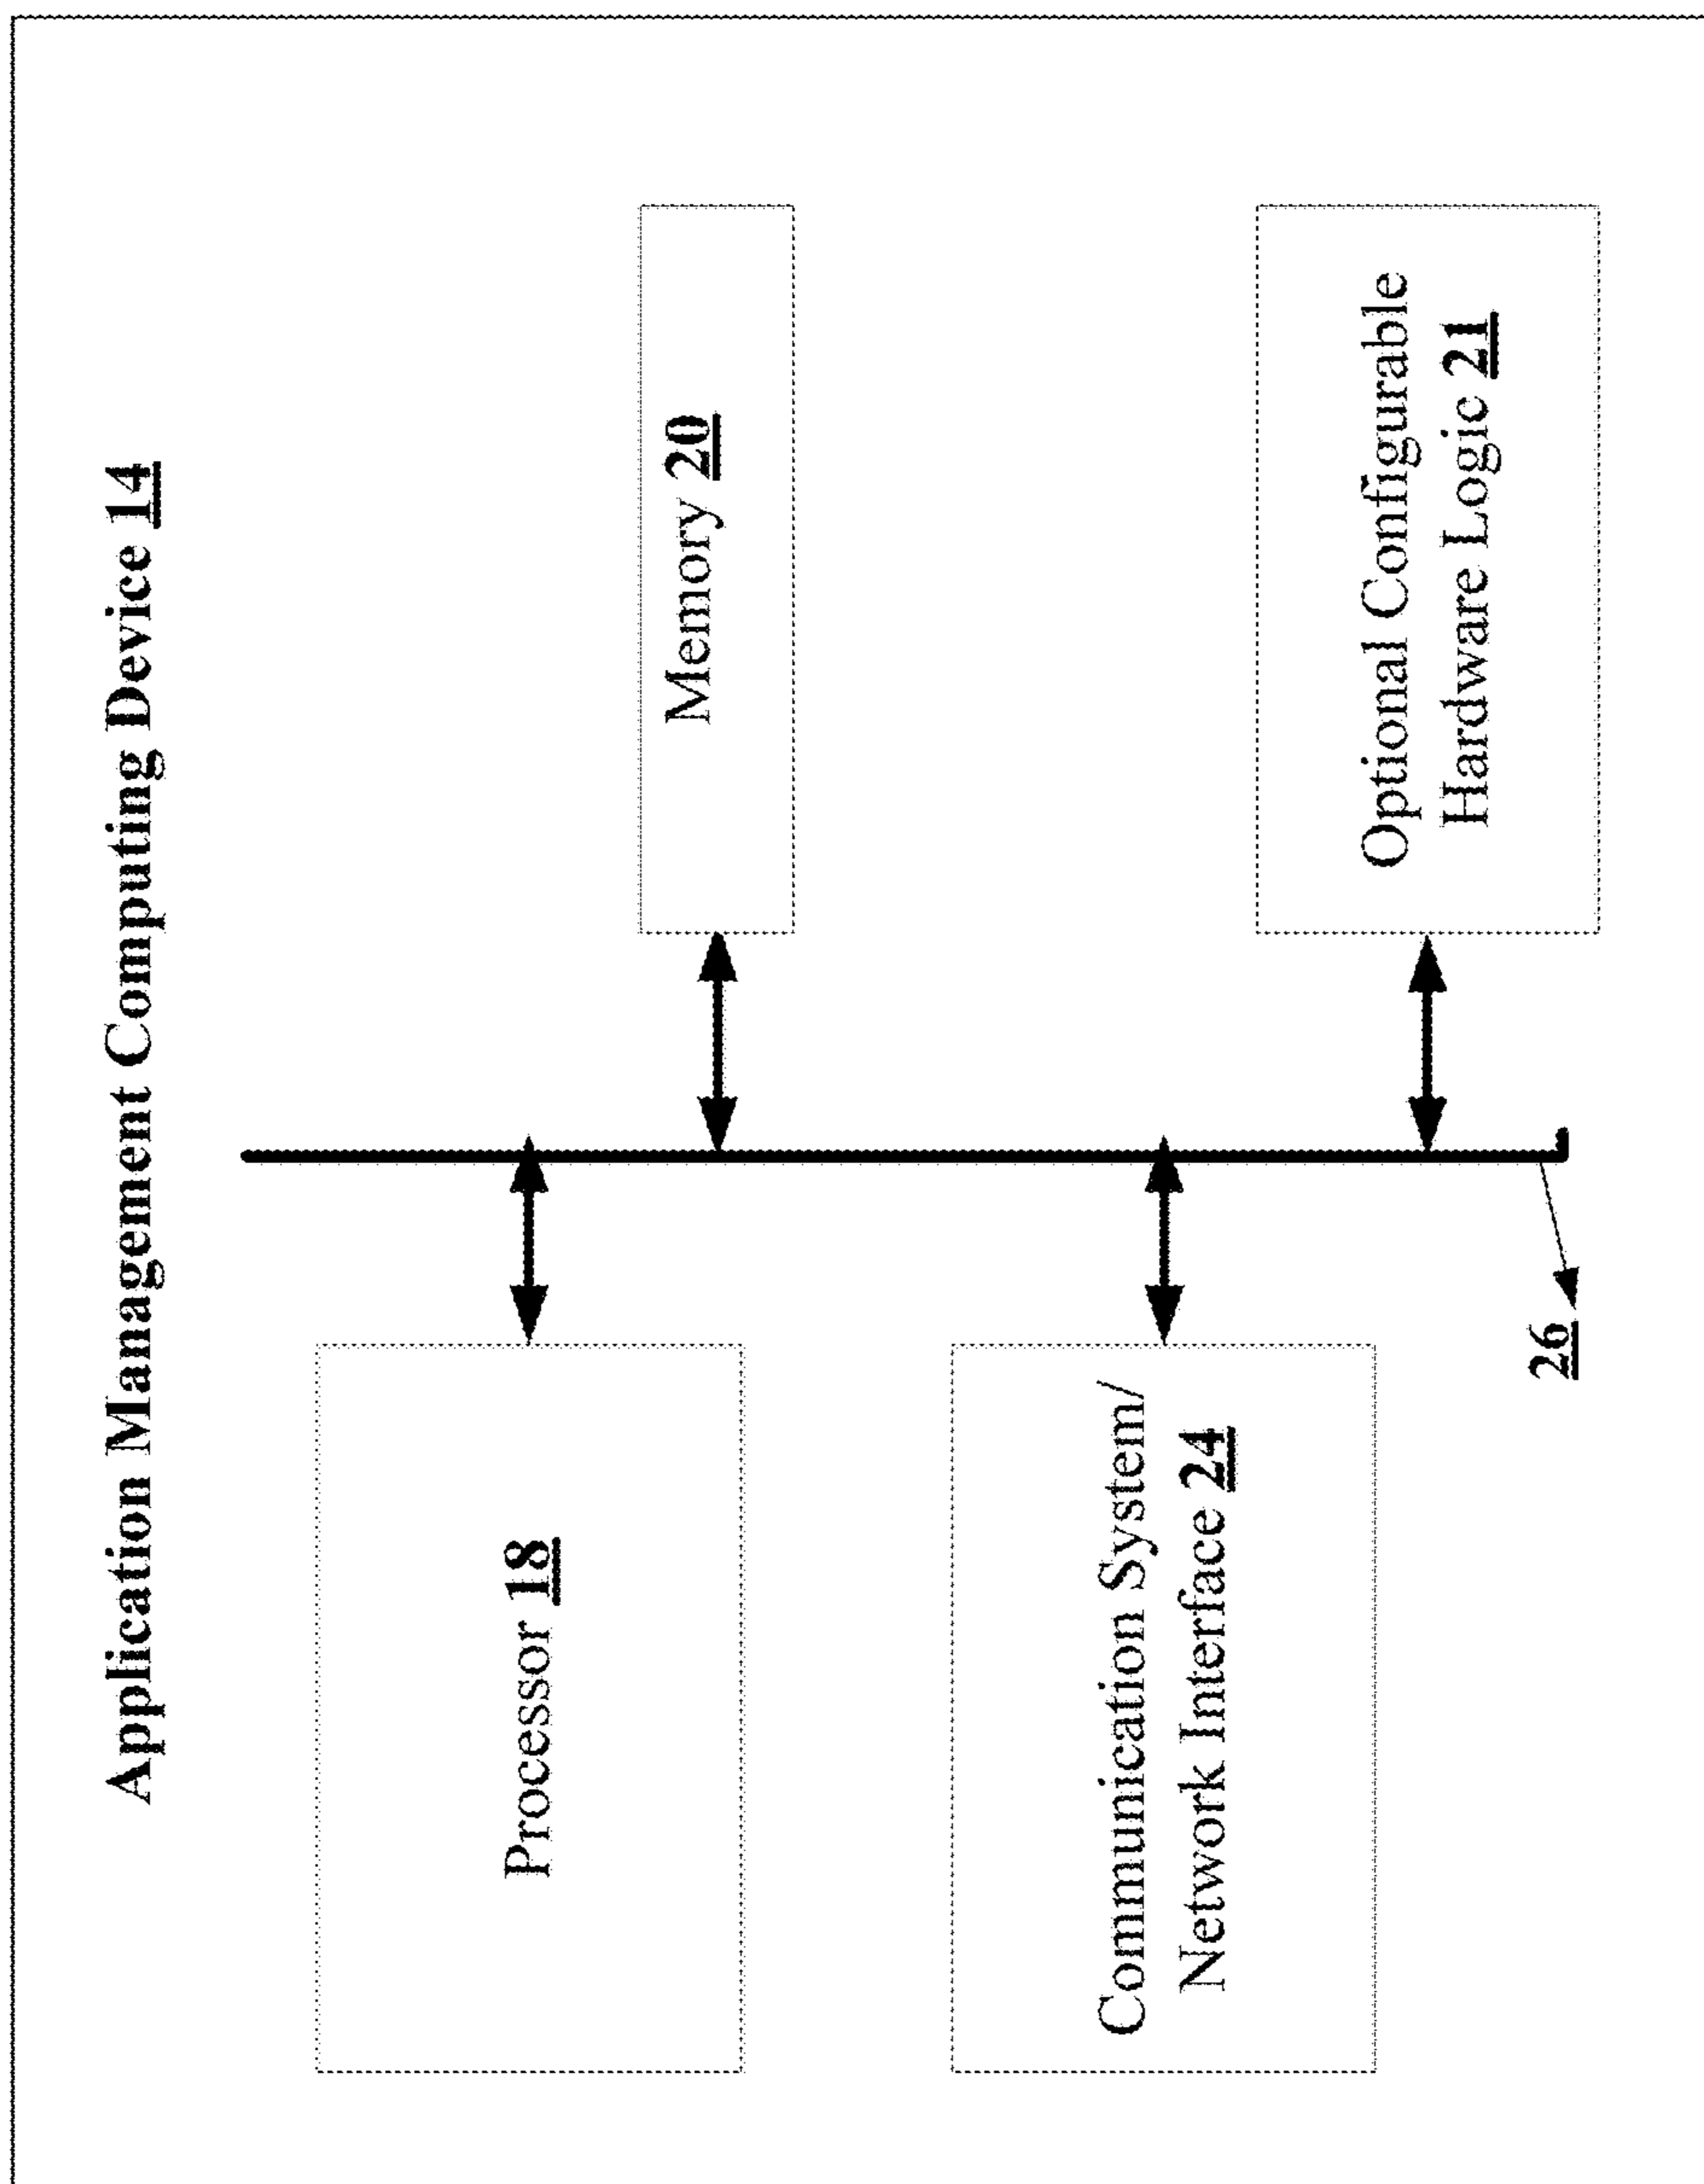 Application Management Computing Device 14
Processor 18
Memory 20
Communication System/
Network Interface 24
Optional Configurable
Hardware Logic 21
26